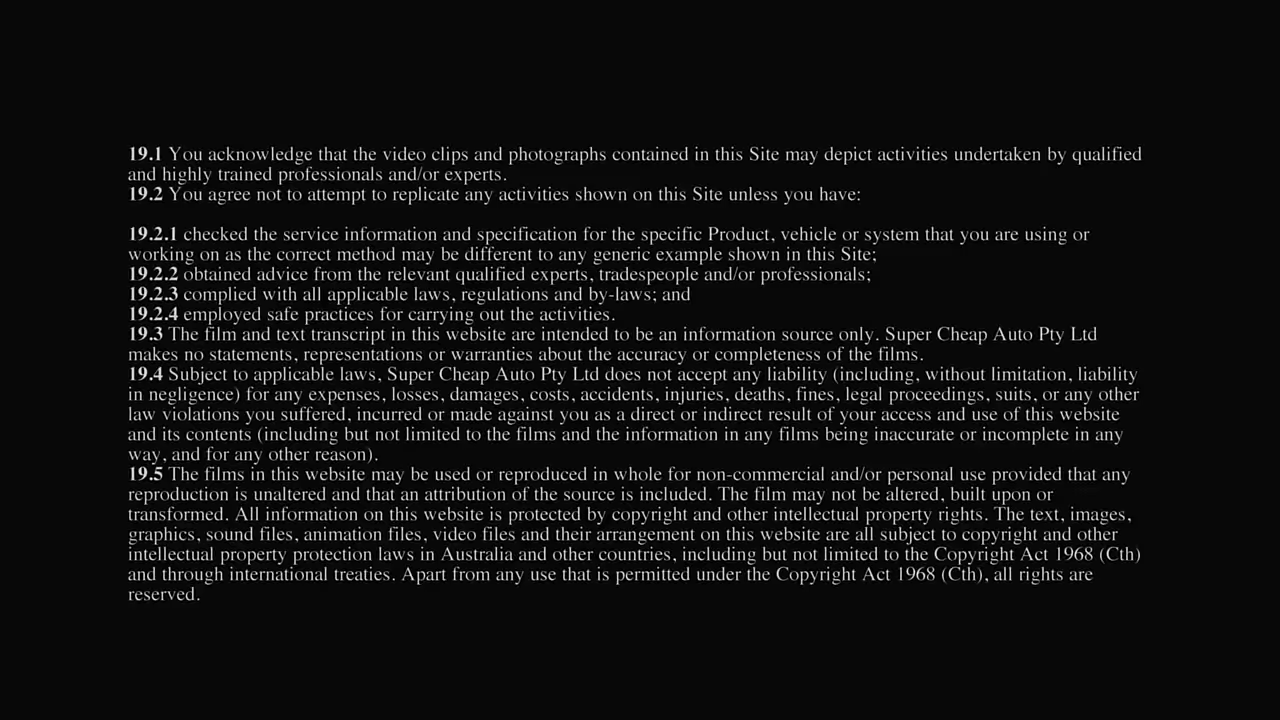 19.1 You acknowledge that the video clips and photographs contained in this Site may depict activities undertaken by qualified
and highly trained professionals and/or experts.
19.2 You agree not to attempt to replicate any activities shown on this Site unless you have:
19.2.1 checked the service information and specification for the specific Product, vehicle or system that you are using or
working on as the correct method may be different to any generic example shown in this Site;
19.2.2 obtained advice from the relevant qualified experts, tradespeople and/or professionals;
19.2.3 complied with all applicable laws, regulations and by-laws; and
19.2.4 employed safe practices for carrying out the activities.
19.3 The film and text transcript in this website are intended to be an information source only. Super Cheap Auto Pty Ltd
makes no statements, representations or warranties about the accuracy or completeness of the films.
19.4 Subject to applicable laws, Super Cheap Auto Pty Ltd does not accept any liability (including, without limitation, liability
in negligence) for any expenses, losses, damages, costs, accidents, injuries, deaths, fines, legal proceedings, suits, or any other
law violations you suffered, incurred or made against you as a direct or indirect result of your access and use of this website
and its contents (including but not limited to the films and the information in any films being inaccurate or incomplete in any
way, and for any other reason).
19.5 The films in this website may be used or reproduced in whole for non-commercial and/or personal use provided that any
reproduction is unaltered and that an attribution of the source is included. The film may not be altered, built upon or
transformed. All information on this website is protected by copyright and other intellectual property rights. The text, images,
graphics, sound files, animation files, video files and their arrangement on this website are all subject to copyright and other
intellectual property protection laws in Australia and other countries, including but not limited to the Copyright Act 1968 (Cth)
and through international treaties. Apart from any use that is permitted under the Copyright Act 1968 (Cth), all rights are
reserved.